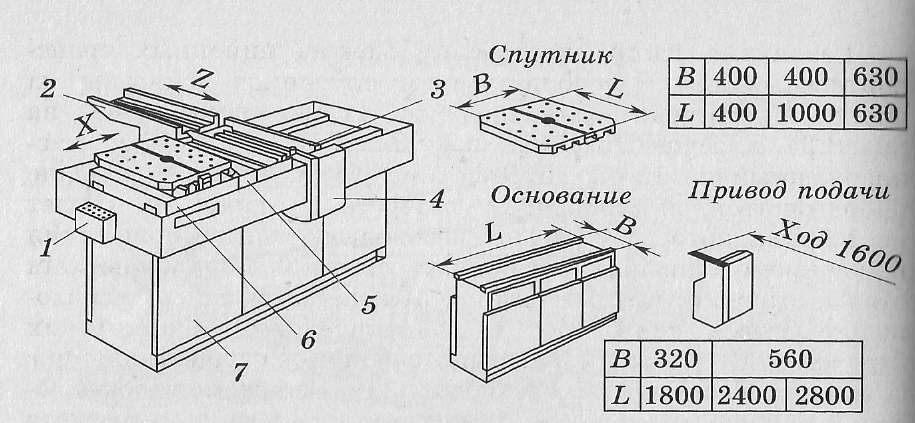 Спутник
B
L
B 400 400 630
L 400 1000 630
Z
X
1
2
3
4
5
6
7
Основание
L
B
Привод подачи
Ход 1600
B 320 560
L 1800 2400 2800